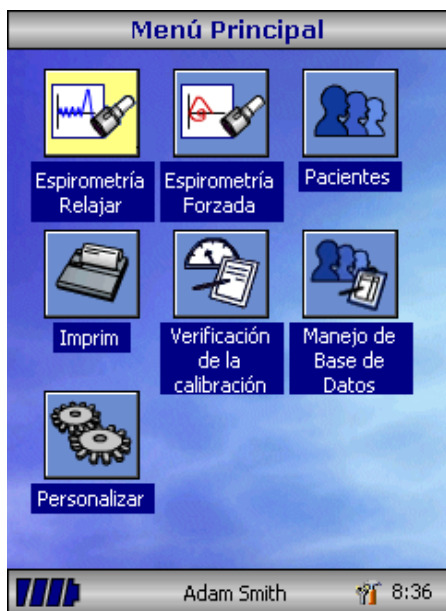 Menú Principal
Espirometría
Relajar
Espirometría
Forzada
Pacientes
Imprim
Verificación
de la
calibración
Manejo de
Base de
Datos
Personalizar
Adam Smith
8:36